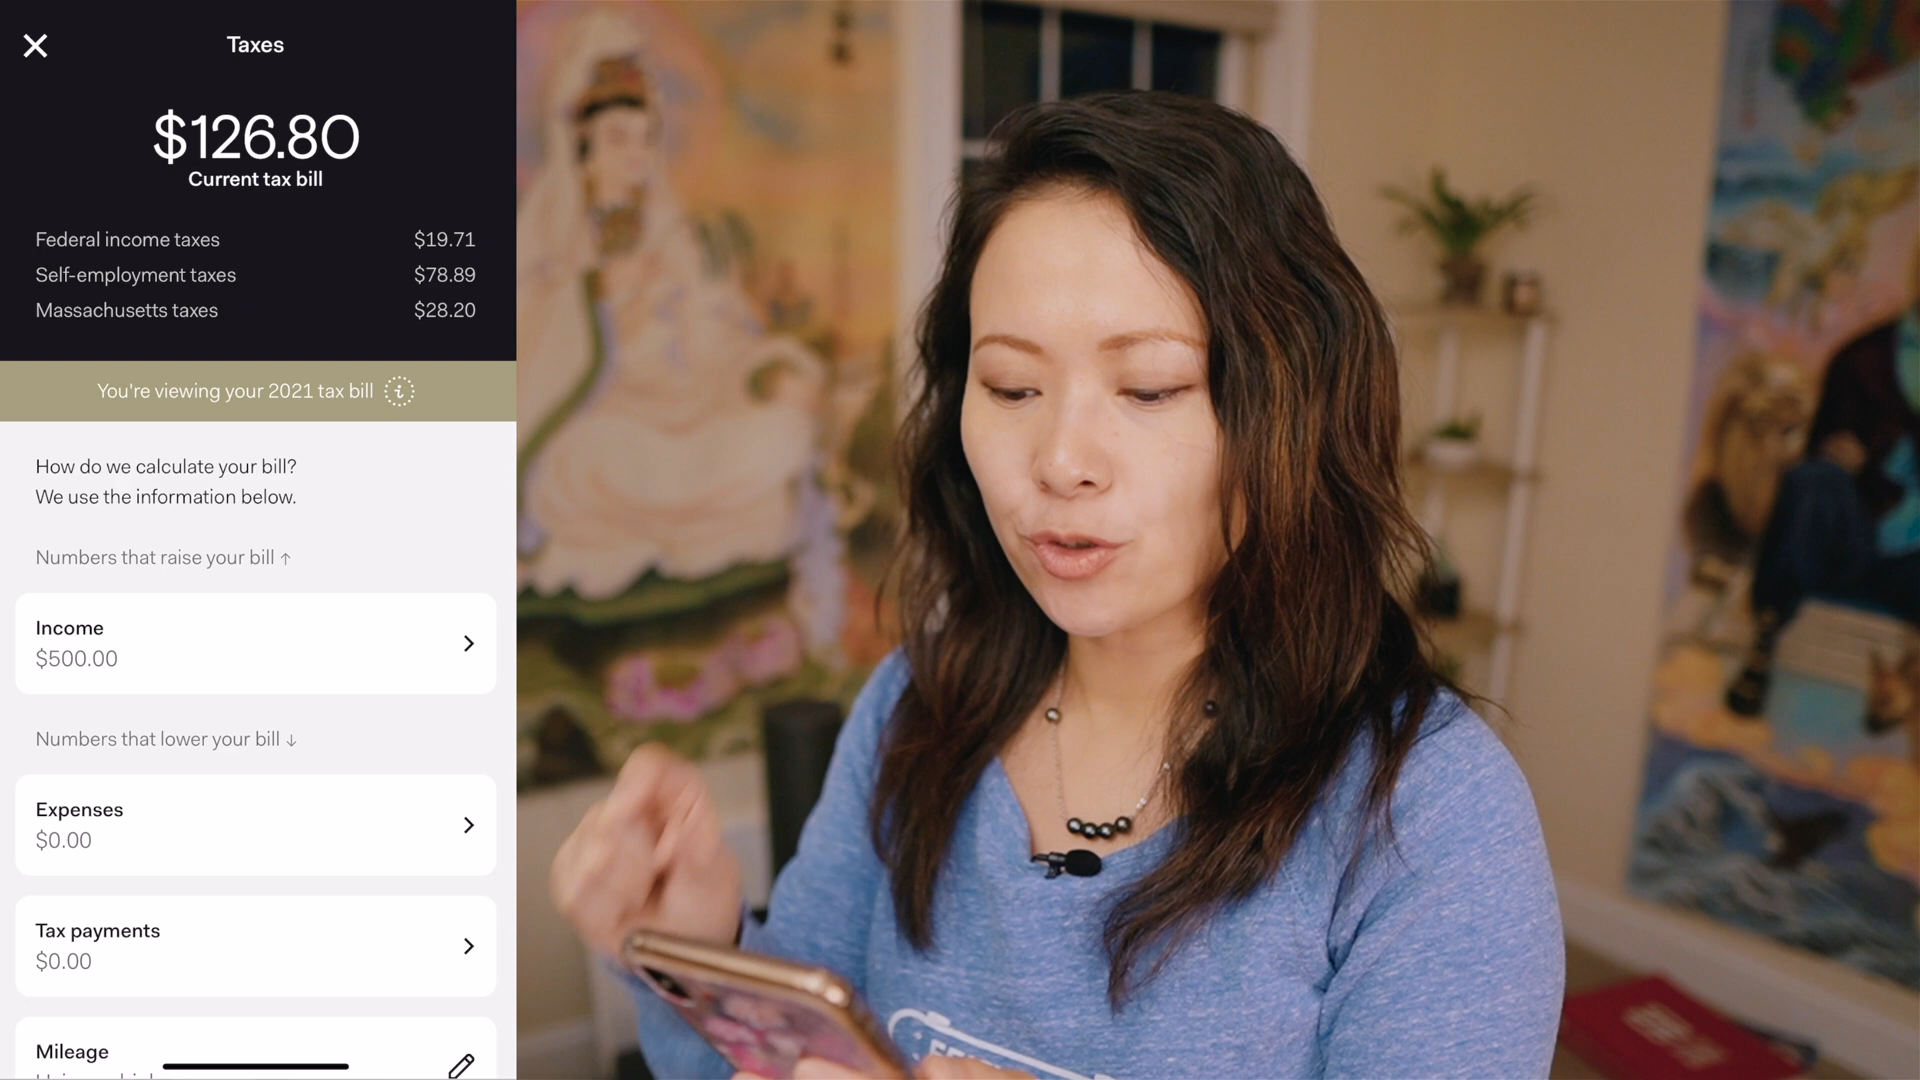 Taxes
$126.80
Current tax bill
Federal income taxes $19.71
Self-employment taxes $78.89
Massachusetts taxes $28.20
You're viewing your 2021 tax bill
How do we calculate your bill?
We use the information below.
Numbers that raise your bill ↑
Income
$500.00
Numbers that lower your bill ↓
Expenses
$0.00
Tax payments
$0.00
Mileage